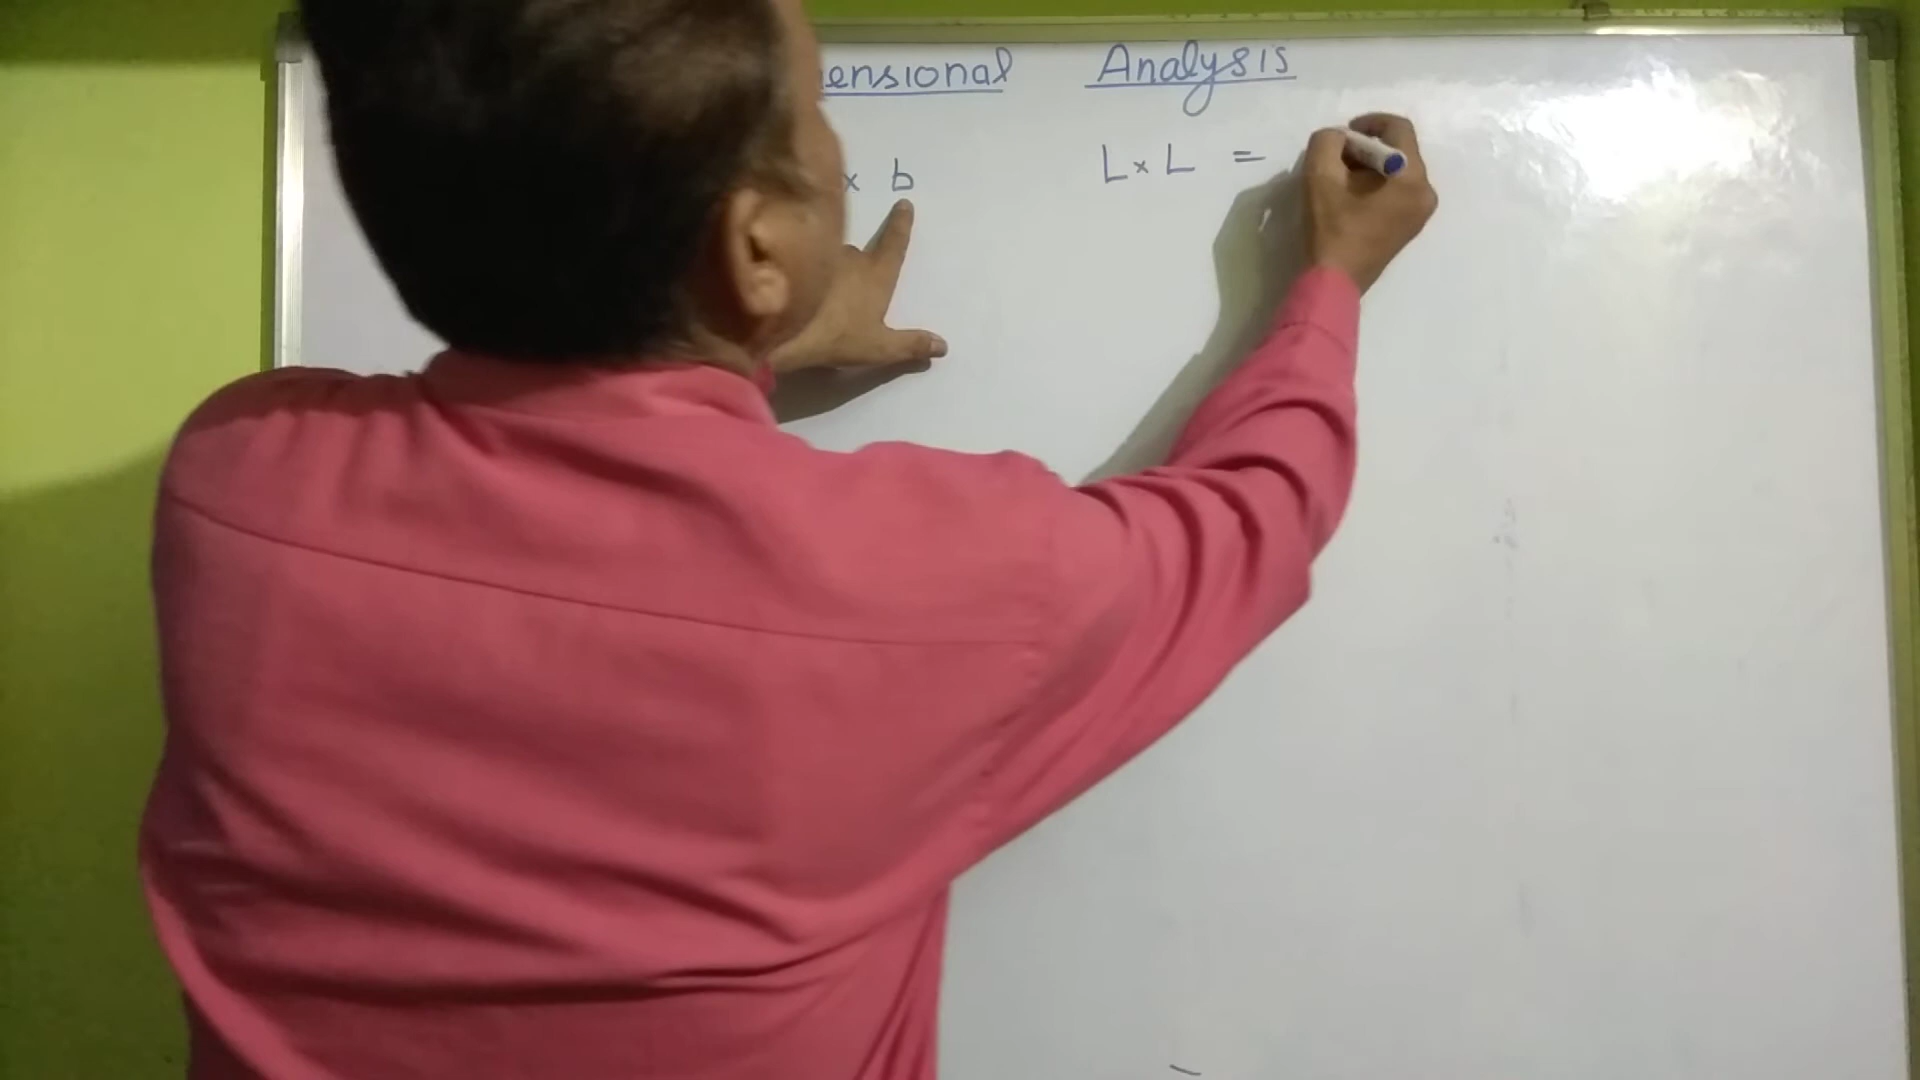 ensional Analysis
× b L × L =